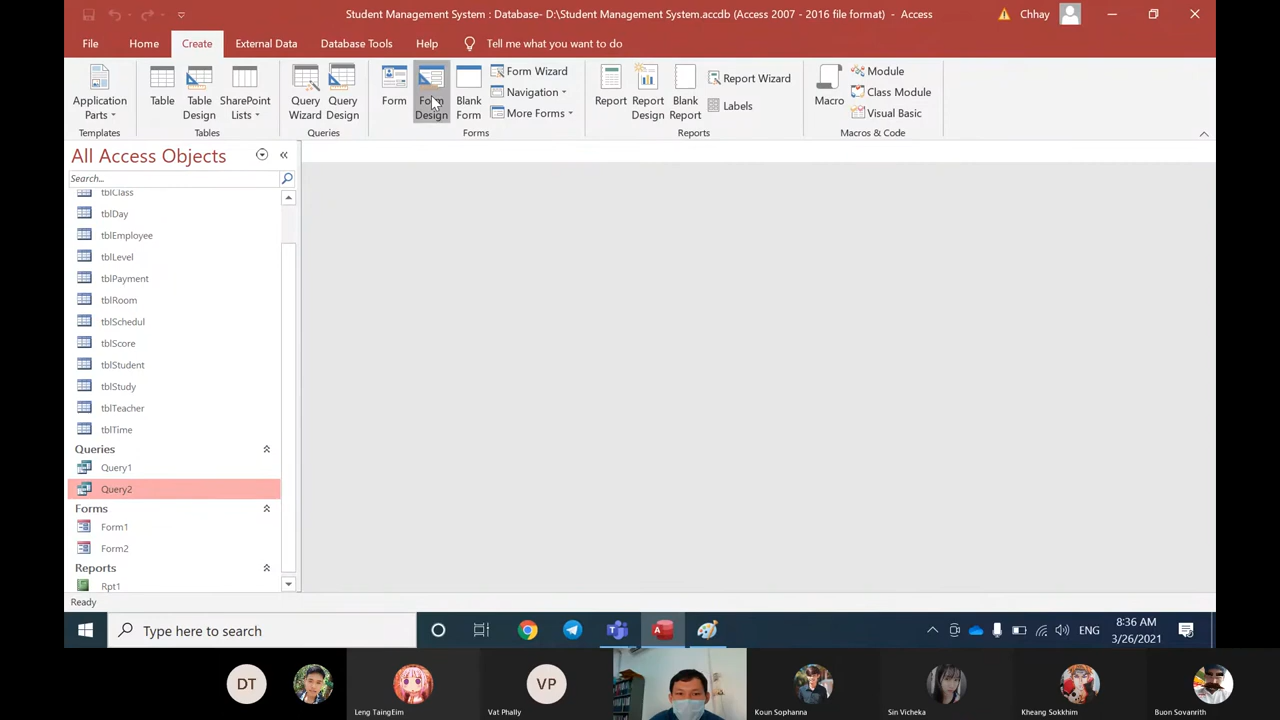 Student Management System : Database- D:\Student Management System.accdb (Access 2007 - 2016 file format) - Access
Chhay
File Home Create External Data Database Tools Help Tell me what you want to do
Application Parts
Templates
Table
Table Design
SharePoint Lists
Tables
Query Wizard
Query Design
Queries
Form
Form Design
Blank Form
Form Wizard
Navigation
More Forms
Forms
Report
Report Design
Blank Report
Report Wizard
Labels
Reports
Macro
Module
Class Module
Visual Basic
Macros & Code
All Access Objects
Search...
tblClass
tblDay
tblEmployee
tblLevel
tblPayment
tblRoom
tblSchedul
tblScore
tblStudent
tblStudy
tblTeacher
tblTime
Queries
Query1
Query2
Forms
Form1
Form2
Reports
Rpt1
Ready
Type here to search
ENG
8:36 AM
3/26/2021
DT
Leng TaingEim
VP
Vat Phally
Koun Sophanna
Sin Vicheka
Kheang Sokkhim
Buon Sovanrith